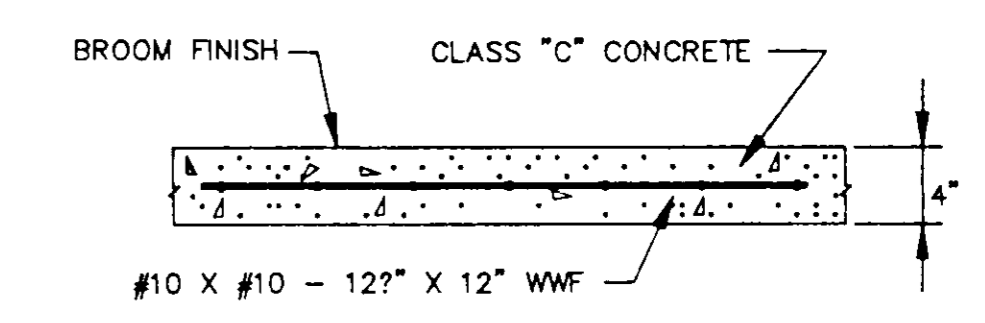 BROOM FINISH
CLASS "C" CONCRETE
4"
#10 X #10 - 12?" X 12" WWF